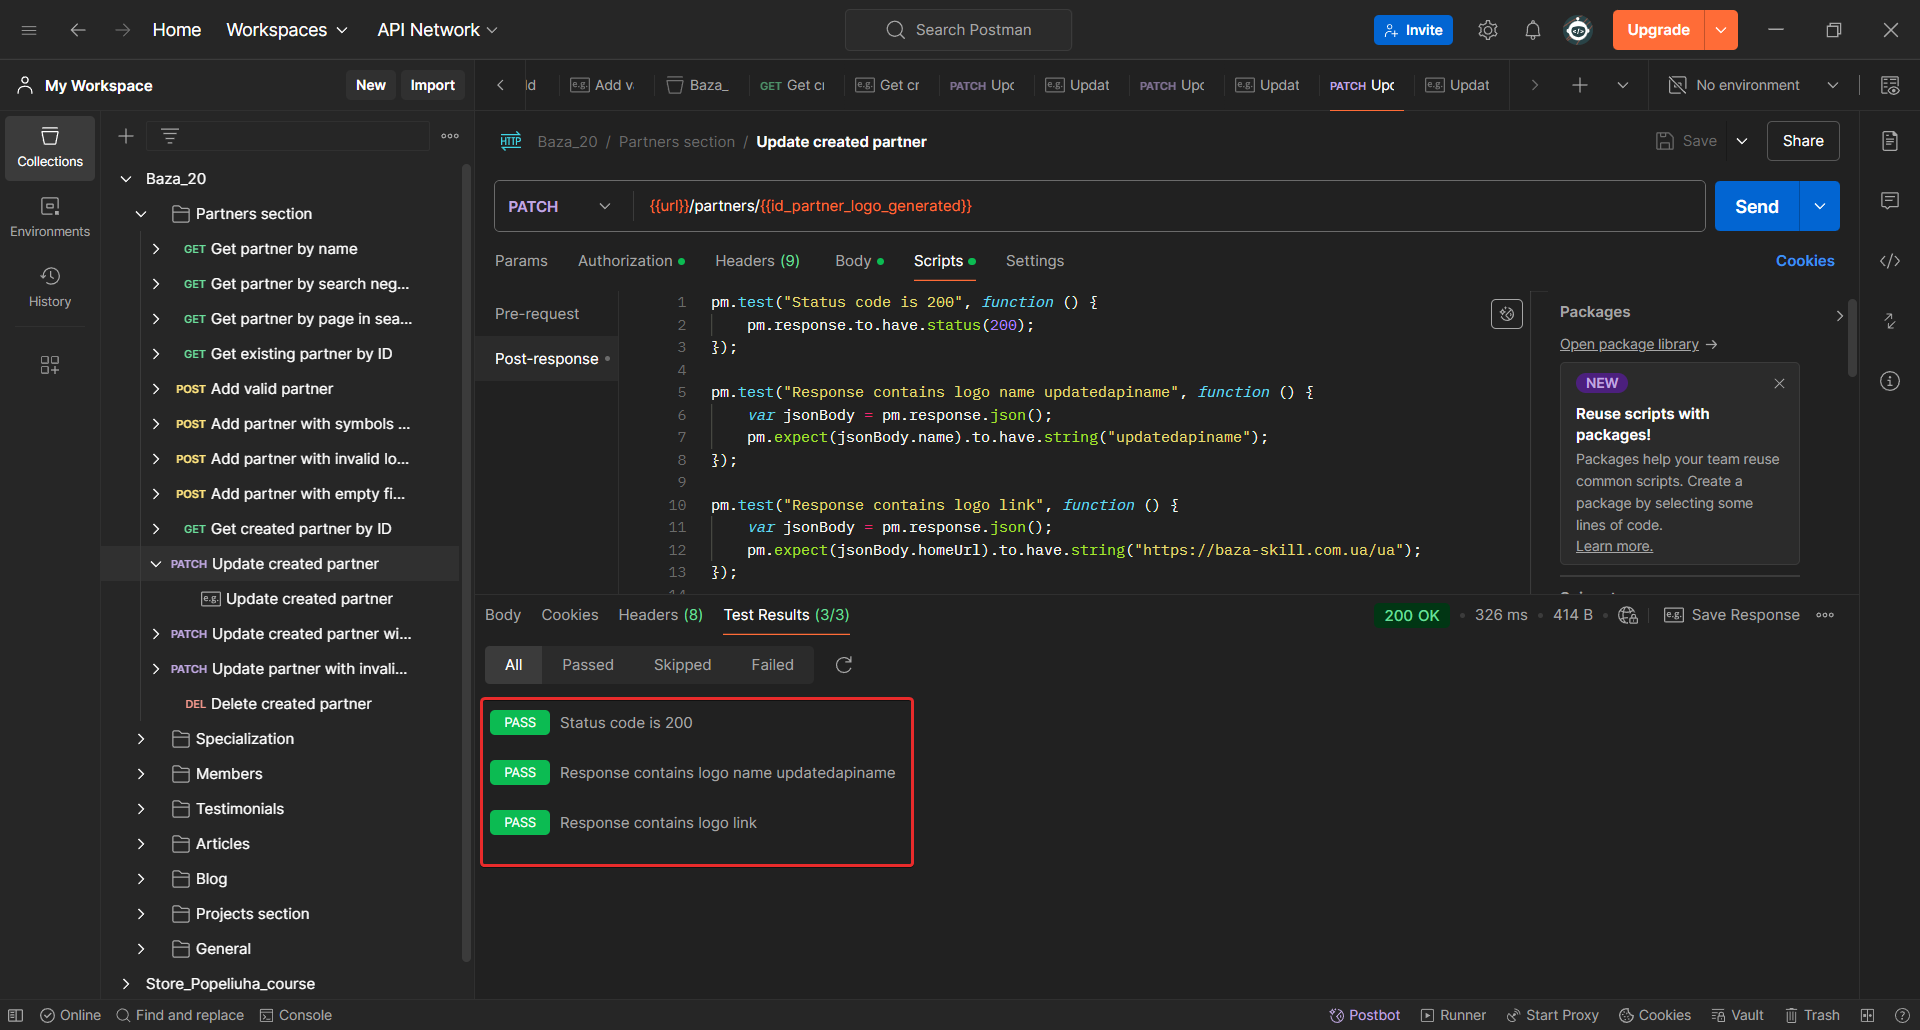 Home
Workspaces
API Network
Search Postman
Invite
Upgrade
My Workspace
New
Import
Add v
Baza_
GET Get c
e.g. Get cr
PATCH Upc
e.g. Updat
PATCH Upc
e.g. Updat
PATCH Upc
e.g. Updat
No environment
Collections
Environments
History
Baza_20
Partners section
GET Get partner by name
GET Get partner by search neg...
GET Get partner by page in sea...
GET Get existing partner by ID
POST Add valid partner
POST Add partner with symbols ...
POST Add partner with invalid lo...
POST Add partner with empty fi...
GET Get created partner by ID
PATCH Update created partner
e.g. Update created partner
PATCH Update created partner wi...
PATCH Update partner with invali...
DEL Delete created partner
Specialization
Members
Testimonials
Articles
Blog
Projects section
General
Store_Popeliuha_course
HTTP Baza_20 / Partners section / Update created partner
Save
Share
PATCH
{{url}}/partners/{{id_partner_logo_generated}}
Send
Params
Authorization
Headers (9)
Body
Scripts
Settings
Cookies
Pre-request
Post-response
1 pm.test("Status code is 200", function () {
2 pm.response.to.have.status(200);
3 });
4
5 pm.test("Response contains logo name updatedapiname", function () {
6 var jsonBody = pm.response.json();
7 pm.expect(jsonBody.name).to.have.string("updatedapiname");
8 });
9
10 pm.test("Response contains logo link", function () {
11 var jsonBody = pm.response.json();
12 pm.expect(jsonBody.homeUrl).to.have.string("https://baza-skill.com.ua/ua");
13 });
Packages
Open package library →
NEW
Reuse scripts with
packages!
Packages help your team reuse
common scripts. Create a
package by selecting some
lines of code.
Learn more.
Body
Cookies
Headers (8)
Test Results (3/3)
200 OK
326 ms
414 B
e.g. Save Response
All
Passed
Skipped
Failed
PASS Status code is 200
PASS Response contains logo name updatedapiname
PASS Response contains logo link
Online
Find and replace
Console
Postbot
Runner
Start Proxy
Cookies
Vault
Trash